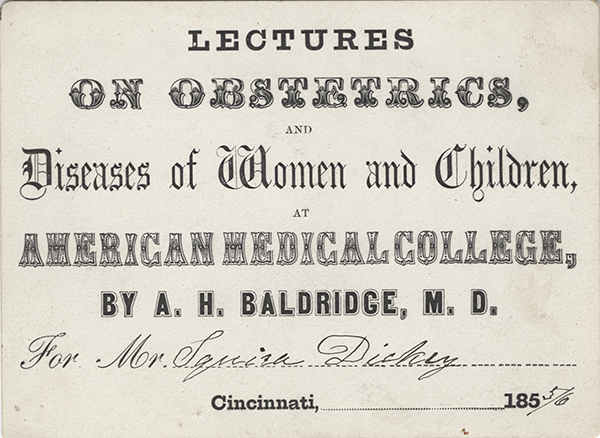 LECTURES
ON OBSTETRICS,
AND
Diseases of Women and Children,
AT
AMERICAN MEDICAL COLLEGE,
BY A. H. BALDRIDGE, M. D.
For Mr. Squira Dickey
Cincinnati, 185 5/6